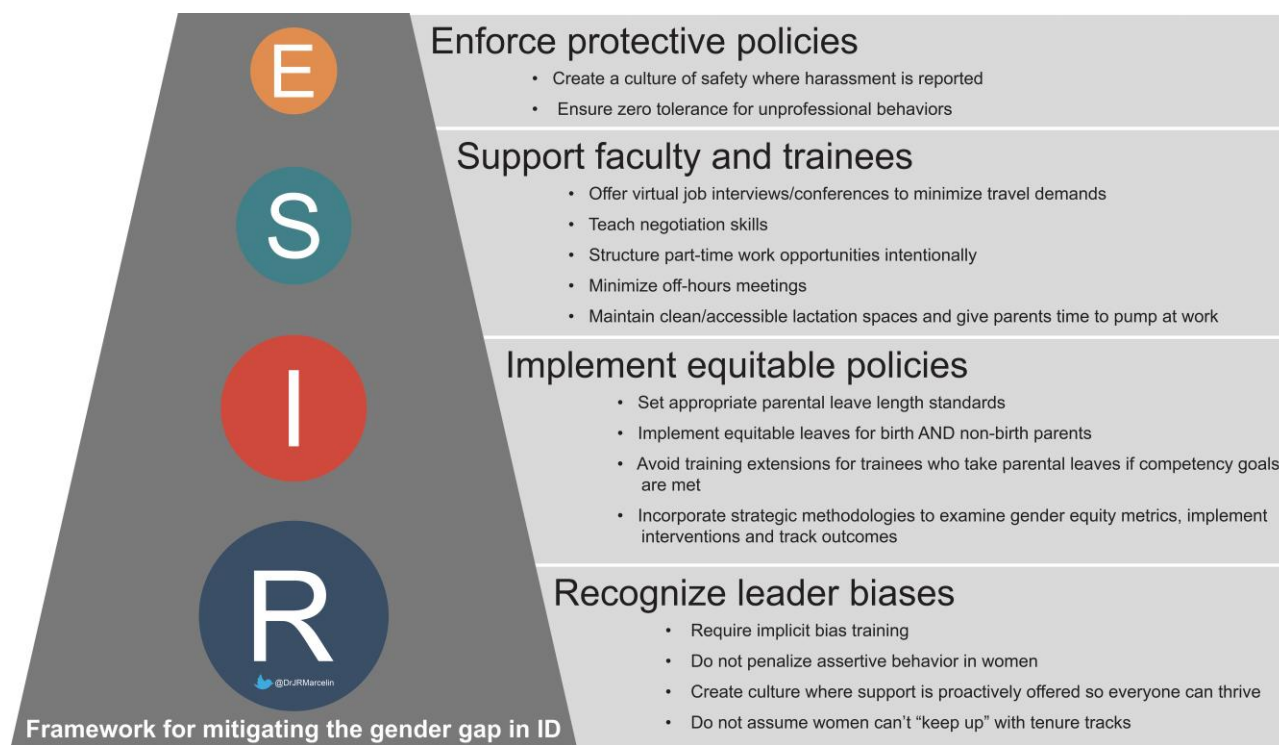 E
Enforce protective policies
• Create a culture of safety where harassment is reported
• Ensure zero tolerance for unprofessional behaviors
S
Support faculty and trainees
• Offer virtual job interviews/conferences to minimize travel demands
• Teach negotiation skills
• Structure part-time work opportunities intentionally
• Minimize off-hours meetings
• Maintain clean/accessible lactation spaces and give parents time to pump at work
I
Implement equitable policies
• Set appropriate parental leave length standards
• Implement equitable leaves for birth AND non-birth parents
• Avoid training extensions for trainees who take parental leaves if competency goals
are met
• Incorporate strategic methodologies to examine gender equity metrics, implement
interventions and track outcomes
R
@DrJRMarcelin
Recognize leader biases
• Require implicit bias training
• Do not penalize assertive behavior in women
• Create culture where support is proactively offered so everyone can thrive
• Do not assume women can't “keep up” with tenure tracks
Framework for mitigating the gender gap in ID